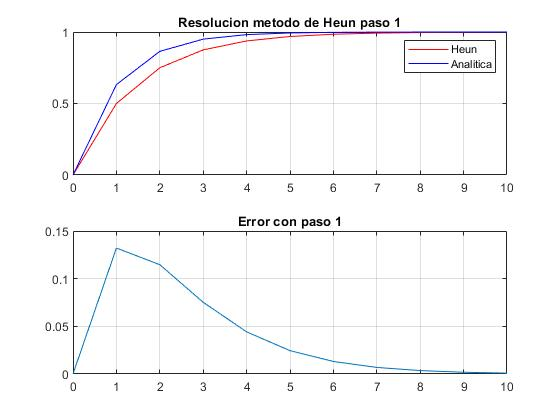 Resolucion metodo de Heun paso 1
1
0.5
0
Heun
Analitica
0 1 2 3 4 5 6 7 8 9 10
Error con paso 1
0.15
0.1
0.05
0
0 1 2 3 4 5 6 7 8 9 10